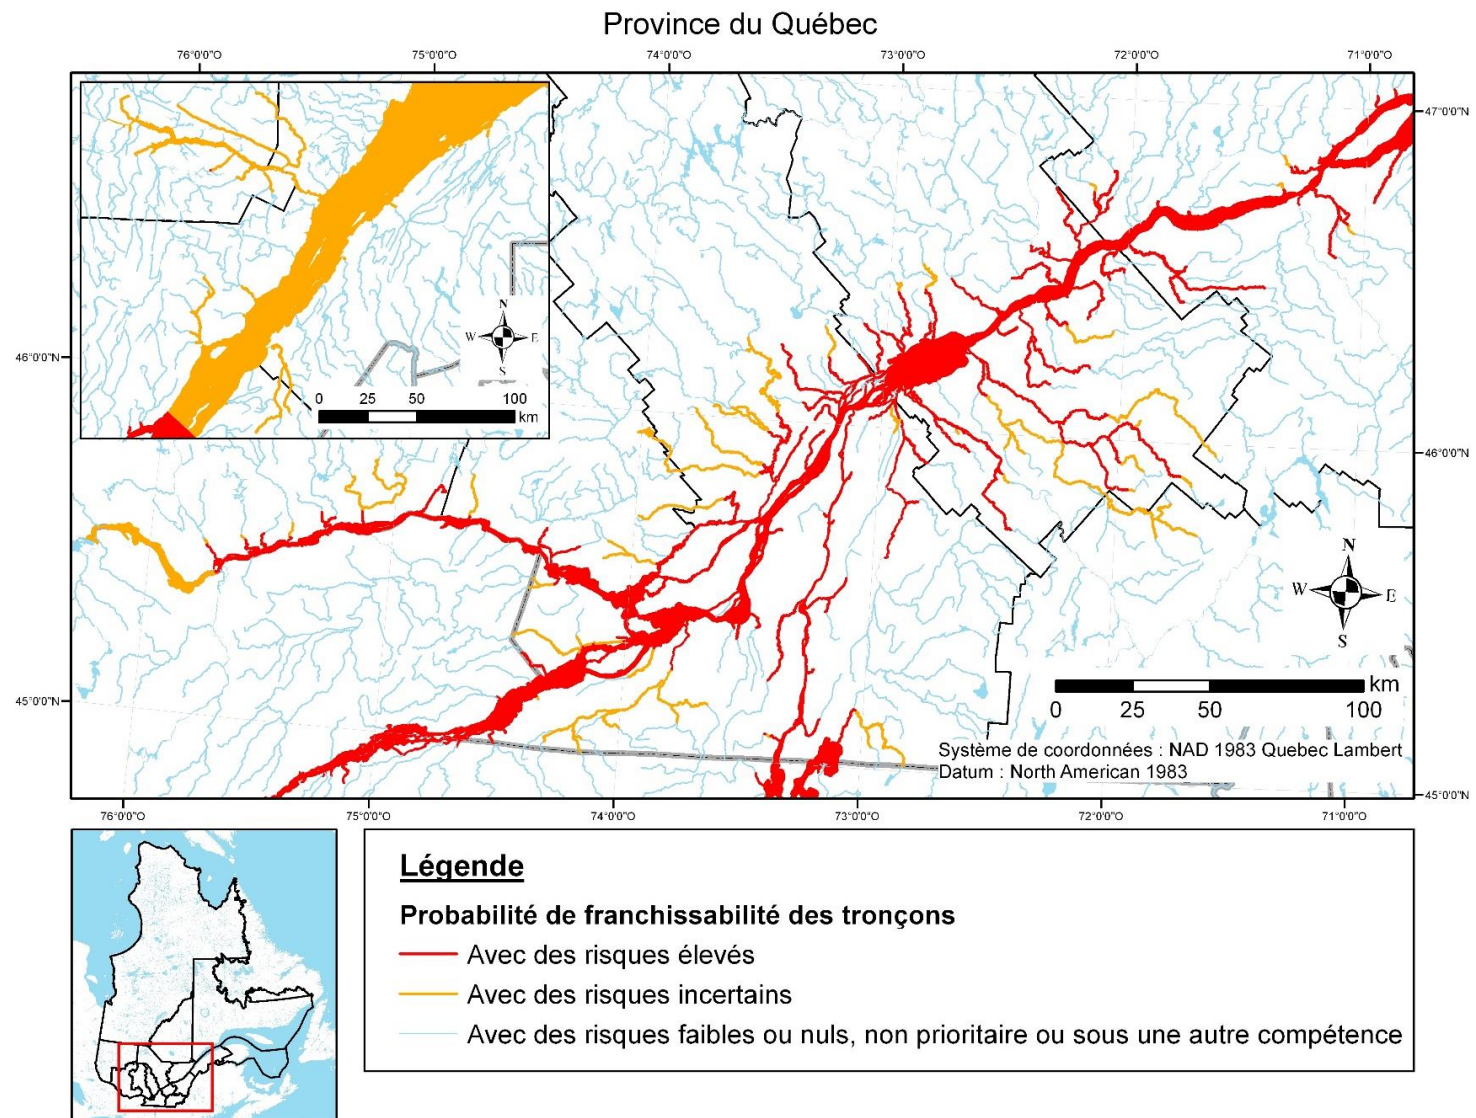 Province du Québec
76°0'0"O 75°0'0"O 74°0'0"O 73°0'0"O 72°0'0"O 71°0'0"O
47°0'0"N
N
W E
S
0 25 50 100
km
46°0'0"N
46°0'0"N
N
W E
S
km
0 25 50 100
45°0'0"N
Système de coordonnées : NAD 1983 Quebec Lambert
Datum : North American 1983
45°0'0"N
76°0'0"O 75°0'0"O 74°0'0"O 73°0'0"O 72°0'0"O 71°0'0"O
Légende
Probabilité de franchissabilité des tronçons
Avec des risques élevés
Avec des risques incertains
Avec des risques faibles ou nuls, non prioritaire ou sous une autre compétence